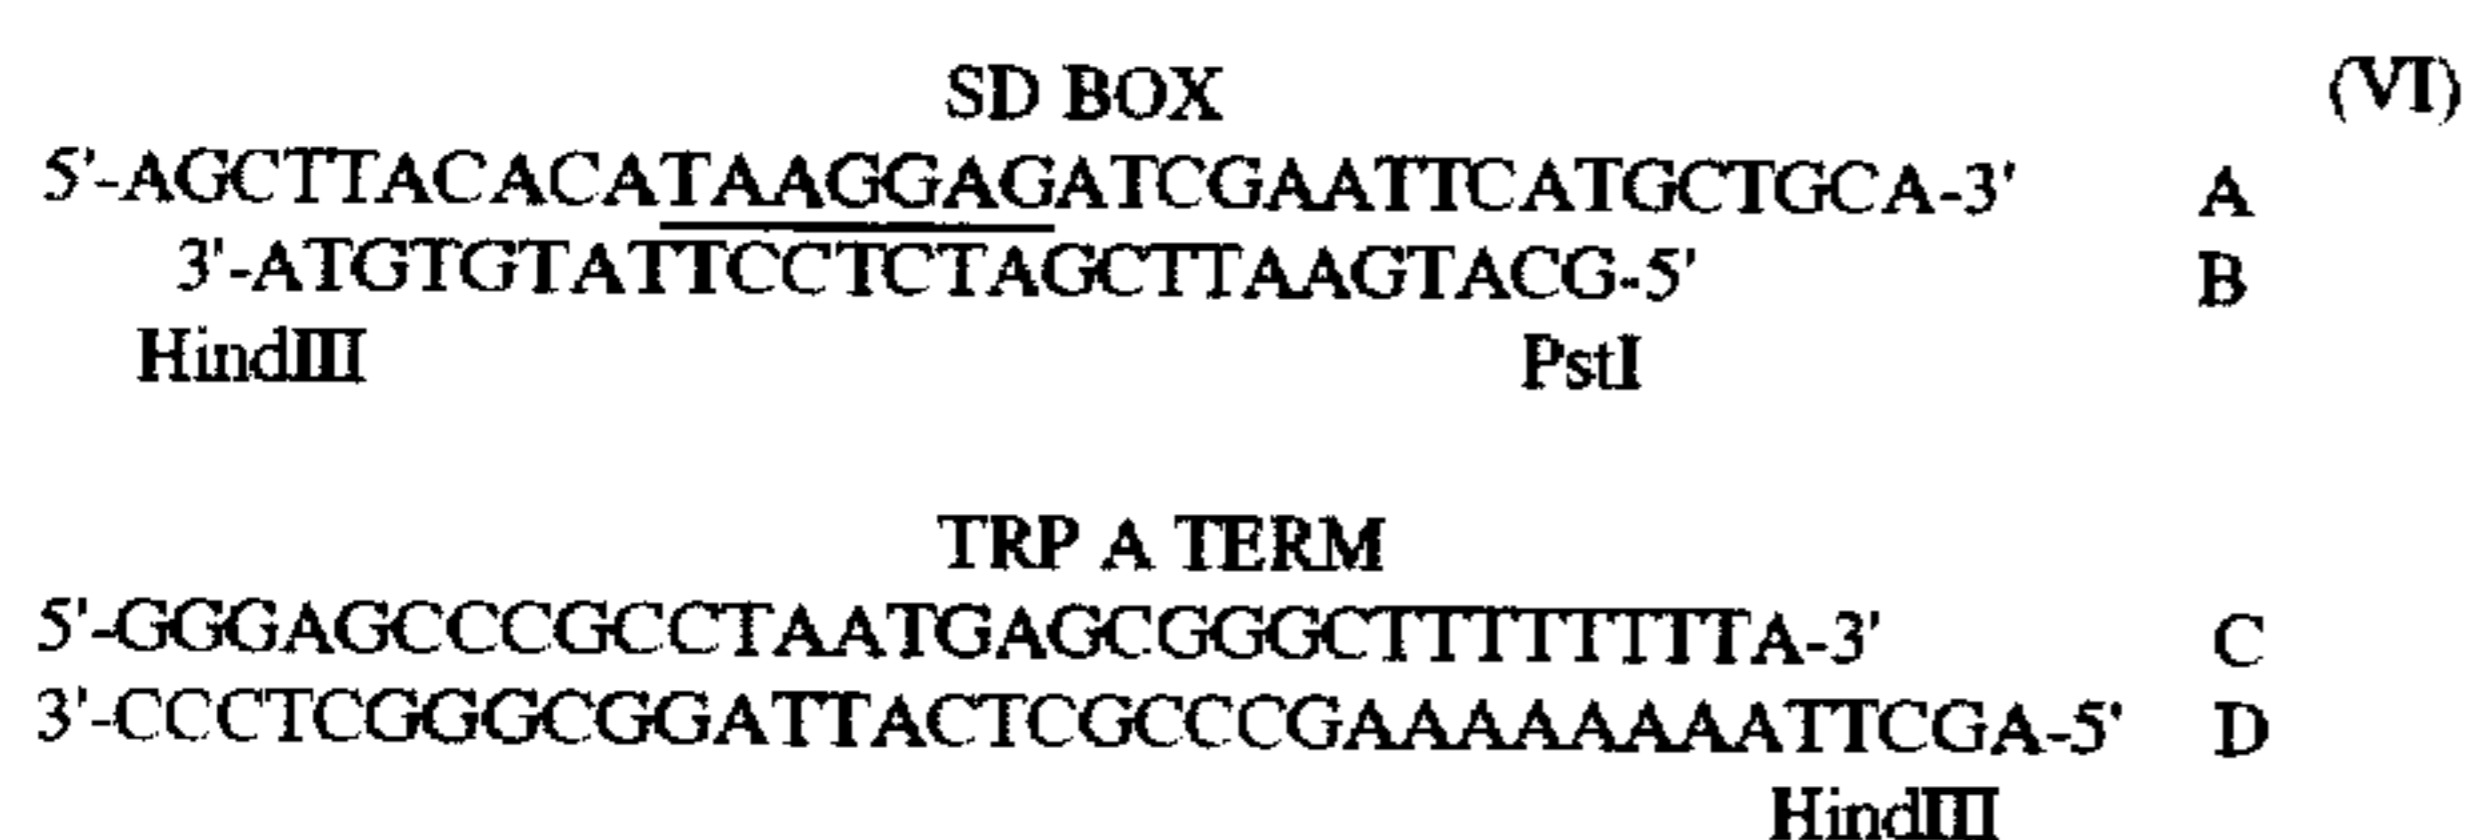 SD BOX (VI)
5'-AGCTTACACATAAGGAGATCGAATTCATGCTGCA-3' A
3'-ATGTGTATTCCTCTAGCTTAAGTACG-5' B
HindIII PstI
TRP A TERM
5'-GGGAGCCCGCCTAATGAGCGGGCTTTTTTTTA-3' C
3'-CCCTCGGGCGGATTACTCGCCCGAAAAAAAATTCGA-5' D
HindIII